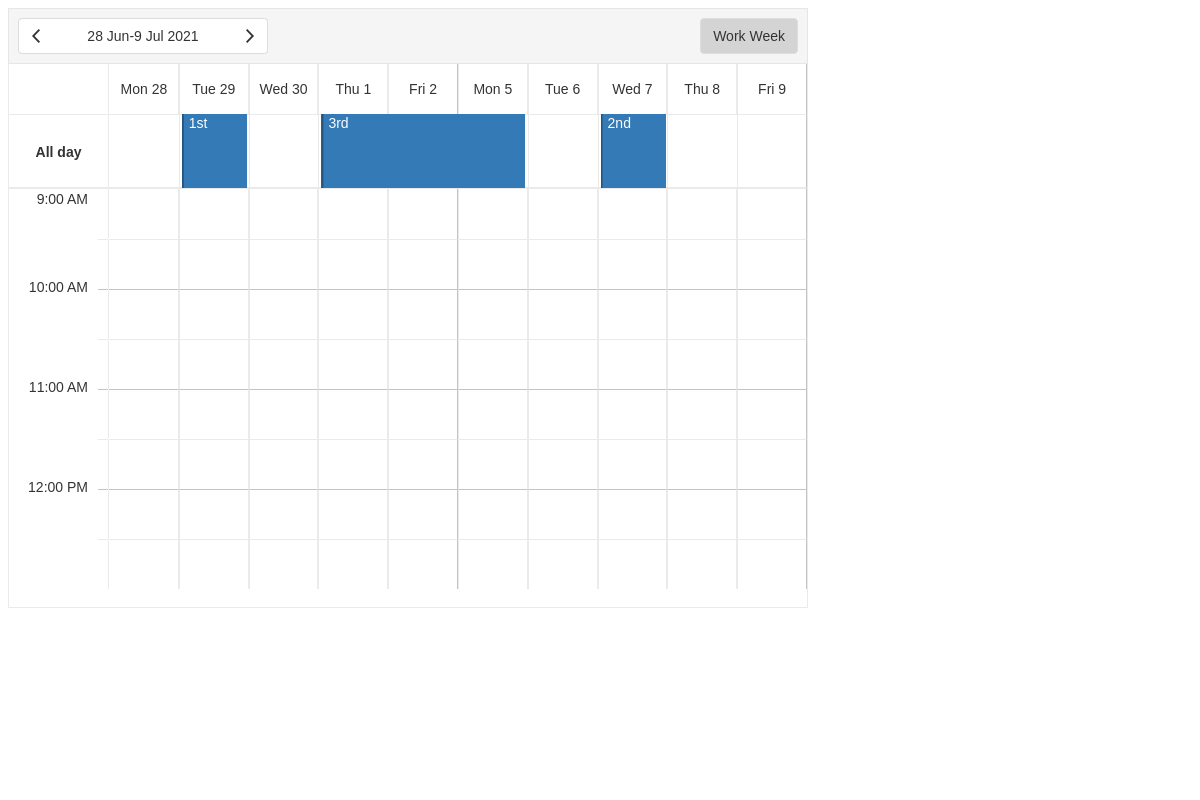 28 Jun-9 Jul 2021
Work Week
Mon 28 Tue 29 Wed 30 Thu 1 Fri 2 Mon 5 Tue 6 Wed 7 Thu 8 Fri 9
All day
1st 3rd 2nd
9:00 AM
10:00 AM
11:00 AM
12:00 PM